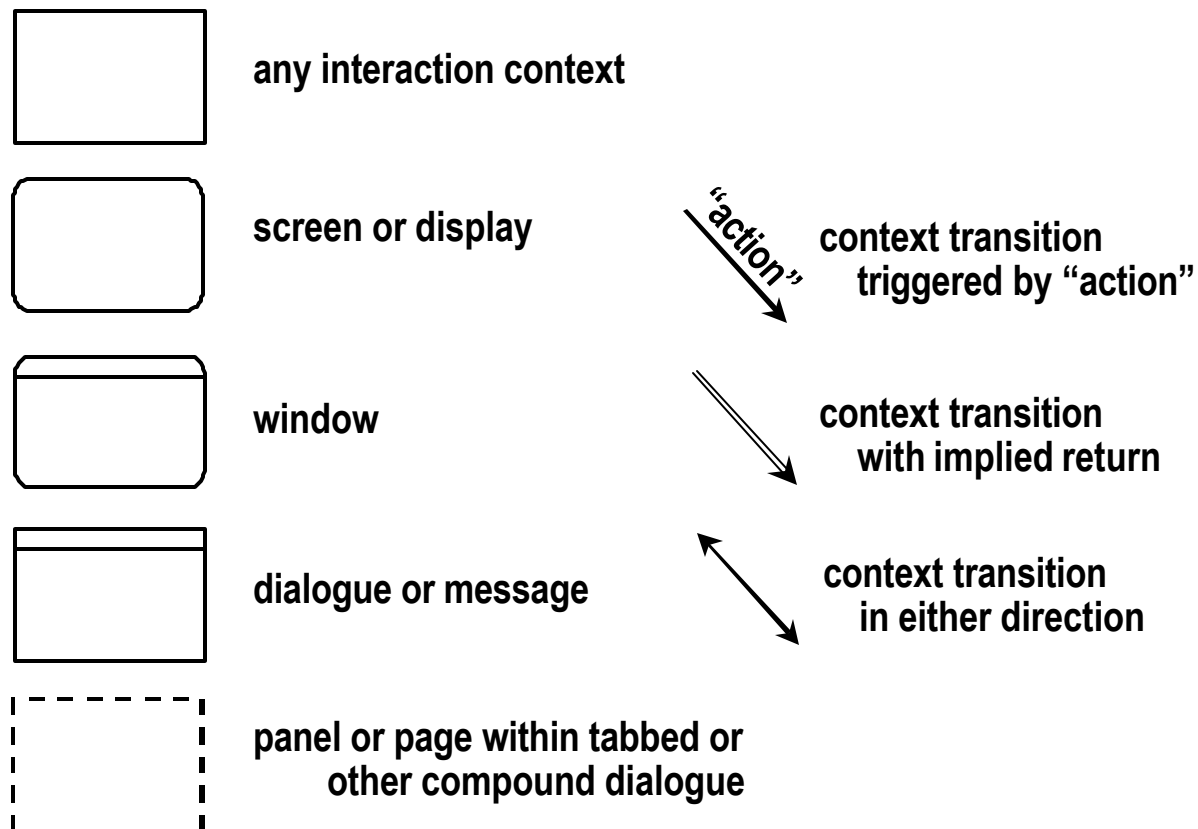 any interaction context
screen or display
window
dialogue or message
panel or page within tabbed or
other compound dialogue
“action”
context transition
triggered by “action”
context transition
with implied return
context transition
in either direction